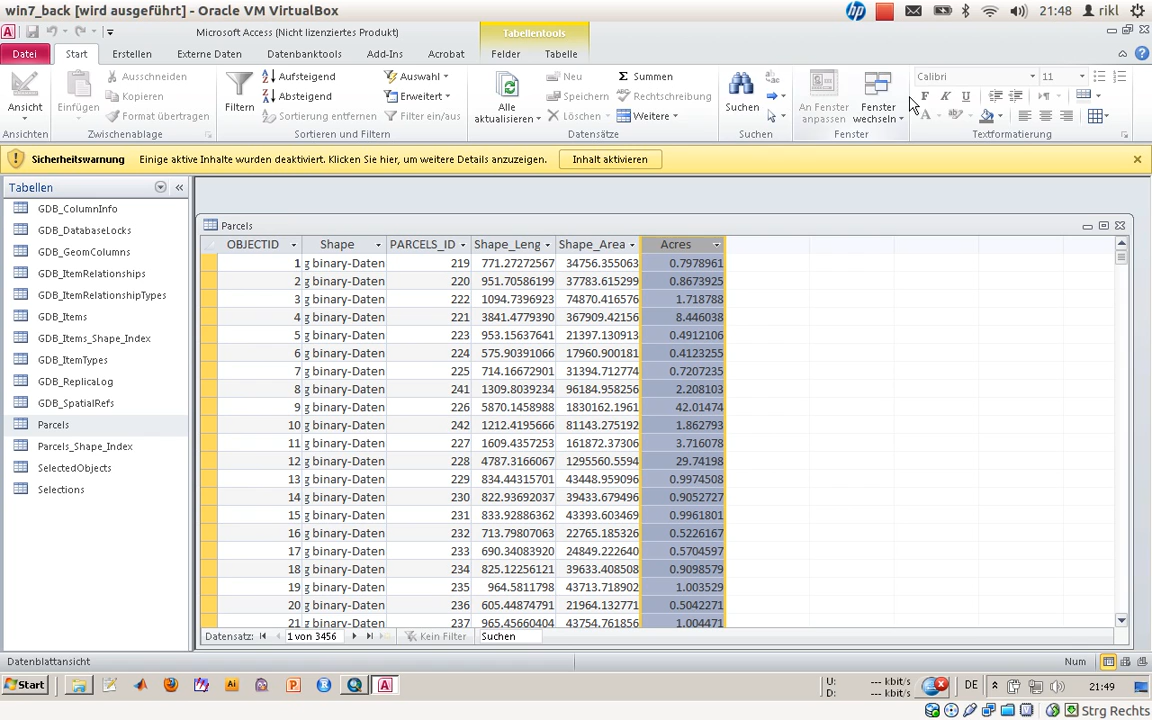 win7_back [wird ausgeführt] - Oracle VM VirtualBox
21:48 rikl
Microsoft Access (Nicht lizenziertes Produkt)
Tabellentools
Datei Start Erstellen Externe Daten Datenbanktools Add-Ins Acrobat Felder Tabelle
Ansicht
Ansichten
Einfügen
Ausschneiden
Kopieren
Format übertragen
Zwischenablage
Filtern
Aufsteigend
Absteigend
Sortierung entfernen
Auswahl
Erweitert
Filter ein/aus
Sortieren und Filtern
Alle
aktualisieren
Neu
Speichern
Löschen
Summen
Rechtschreibung
Weitere
Datensätze
Suchen
Suchen
An Fenster
anpassen
Fenster
wechseln
Fenster
Calibri 11
F K U
A
Textformatierung
Sicherheitswarnung Einige aktive Inhalte wurden deaktiviert. Klicken Sie hier, um weitere Details anzuzeigen. Inhalt aktivieren
Tabellen
GDB_ColumnInfo
GDB_DatabaseLocks
GDB_GeomColumns
GDB_ItemRelationships
GDB_ItemRelationshipTypes
GDB_Items
GDB_Items_Shape_Index
GDB_ItemTypes
GDB_ReplicaLog
GDB_SpatialRefs
Parcels
Parcels_Shape_Index
SelectedObjects
Selections
Parcels
OBJECTID Shape PARCELS_ID Shape_Leng Shape_Area Acres
1 g binary-Daten 219 771.27272567 34756.355063 0.7978961
2 g binary-Daten 220 951.70586199 37783.615299 0.8673925
3 g binary-Daten 222 1094.7396923 74870.416576 1.718788
4 g binary-Daten 221 3841.4779390 367909.42156 8.446038
5 g binary-Daten 223 953.15637641 21397.130913 0.4912106
6 g binary-Daten 224 575.90391066 17960.900181 0.4123255
7 g binary-Daten 225 714.16672901 31394.712774 0.7207235
8 g binary-Daten 241 1309.8039234 96184.958256 2.208103
9 g binary-Daten 226 5870.1458988 1830162.1961 42.01474
10 g binary-Daten 242 1212.4195666 81143.275192 1.862793
11 g binary-Daten 227 1609.4357253 161872.37306 3.716078
12 g binary-Daten 228 4787.3166067 1295560.5594 29.74198
13 g binary-Daten 229 834.44315701 43448.959096 0.9974508
14 g binary-Daten 230 822.93692037 39433.679496 0.9052727
15 g binary-Daten 231 833.92886362 43393.603469 0.9961801
16 g binary-Daten 232 713.79807063 22765.185326 0.5226167
17 g binary-Daten 233 690.34083920 24849.222640 0.5704597
18 g binary-Daten 234 825.12256121 39633.408508 0.9098579
19 g binary-Daten 235 964.5811798 43713.718902 1.003529
20 g binary-Daten 236 605.44874791 21964.132771 0.5042271
21 g binary-Daten 237 965.45660404 43754.761856 1.004471
Datensatz: 1 von 3456 Kein Filter Suchen
Datenblattansicht Num
Start
U: --- kbit/s
D: --- kbit/s
DE 21:49
Strg Rechts